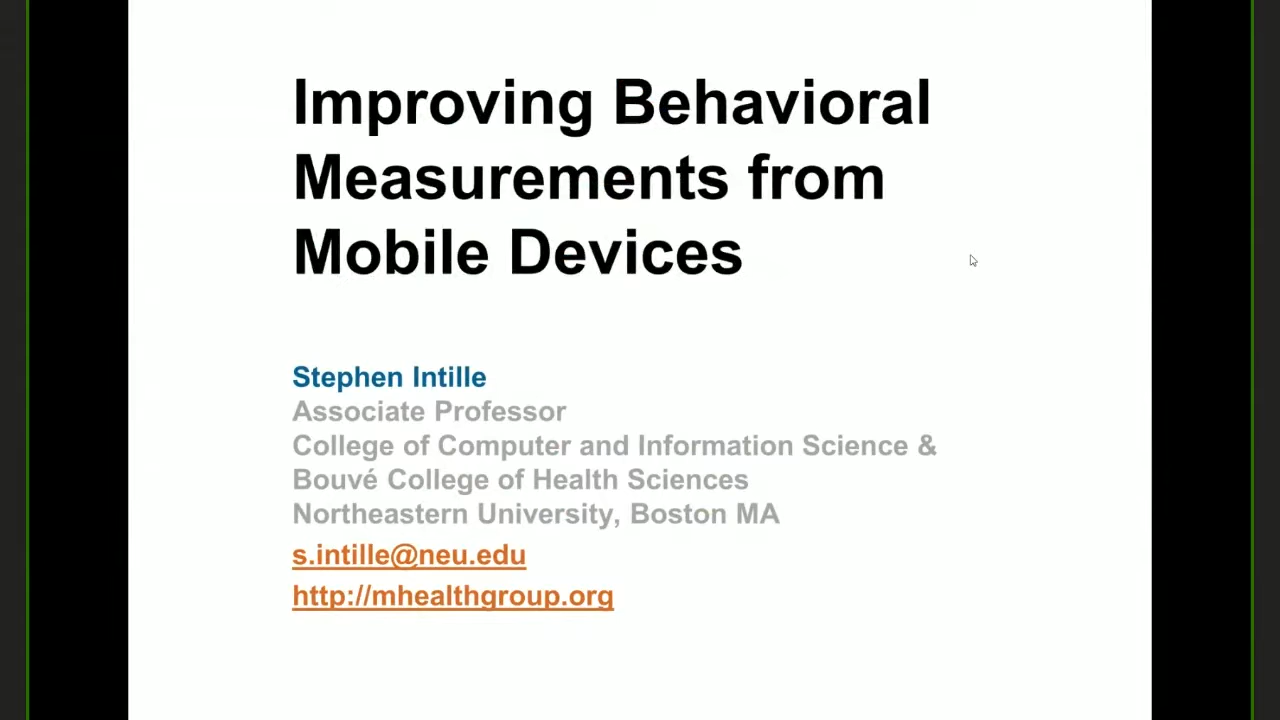 Improving Behavioral
Measurements from
Mobile Devices
Stephen Intille
Associate Professor
College of Computer and Information Science &
Bouvé College of Health Sciences
Northeastern University, Boston MA
s.intille@neu.edu
http://mhealthgroup.org